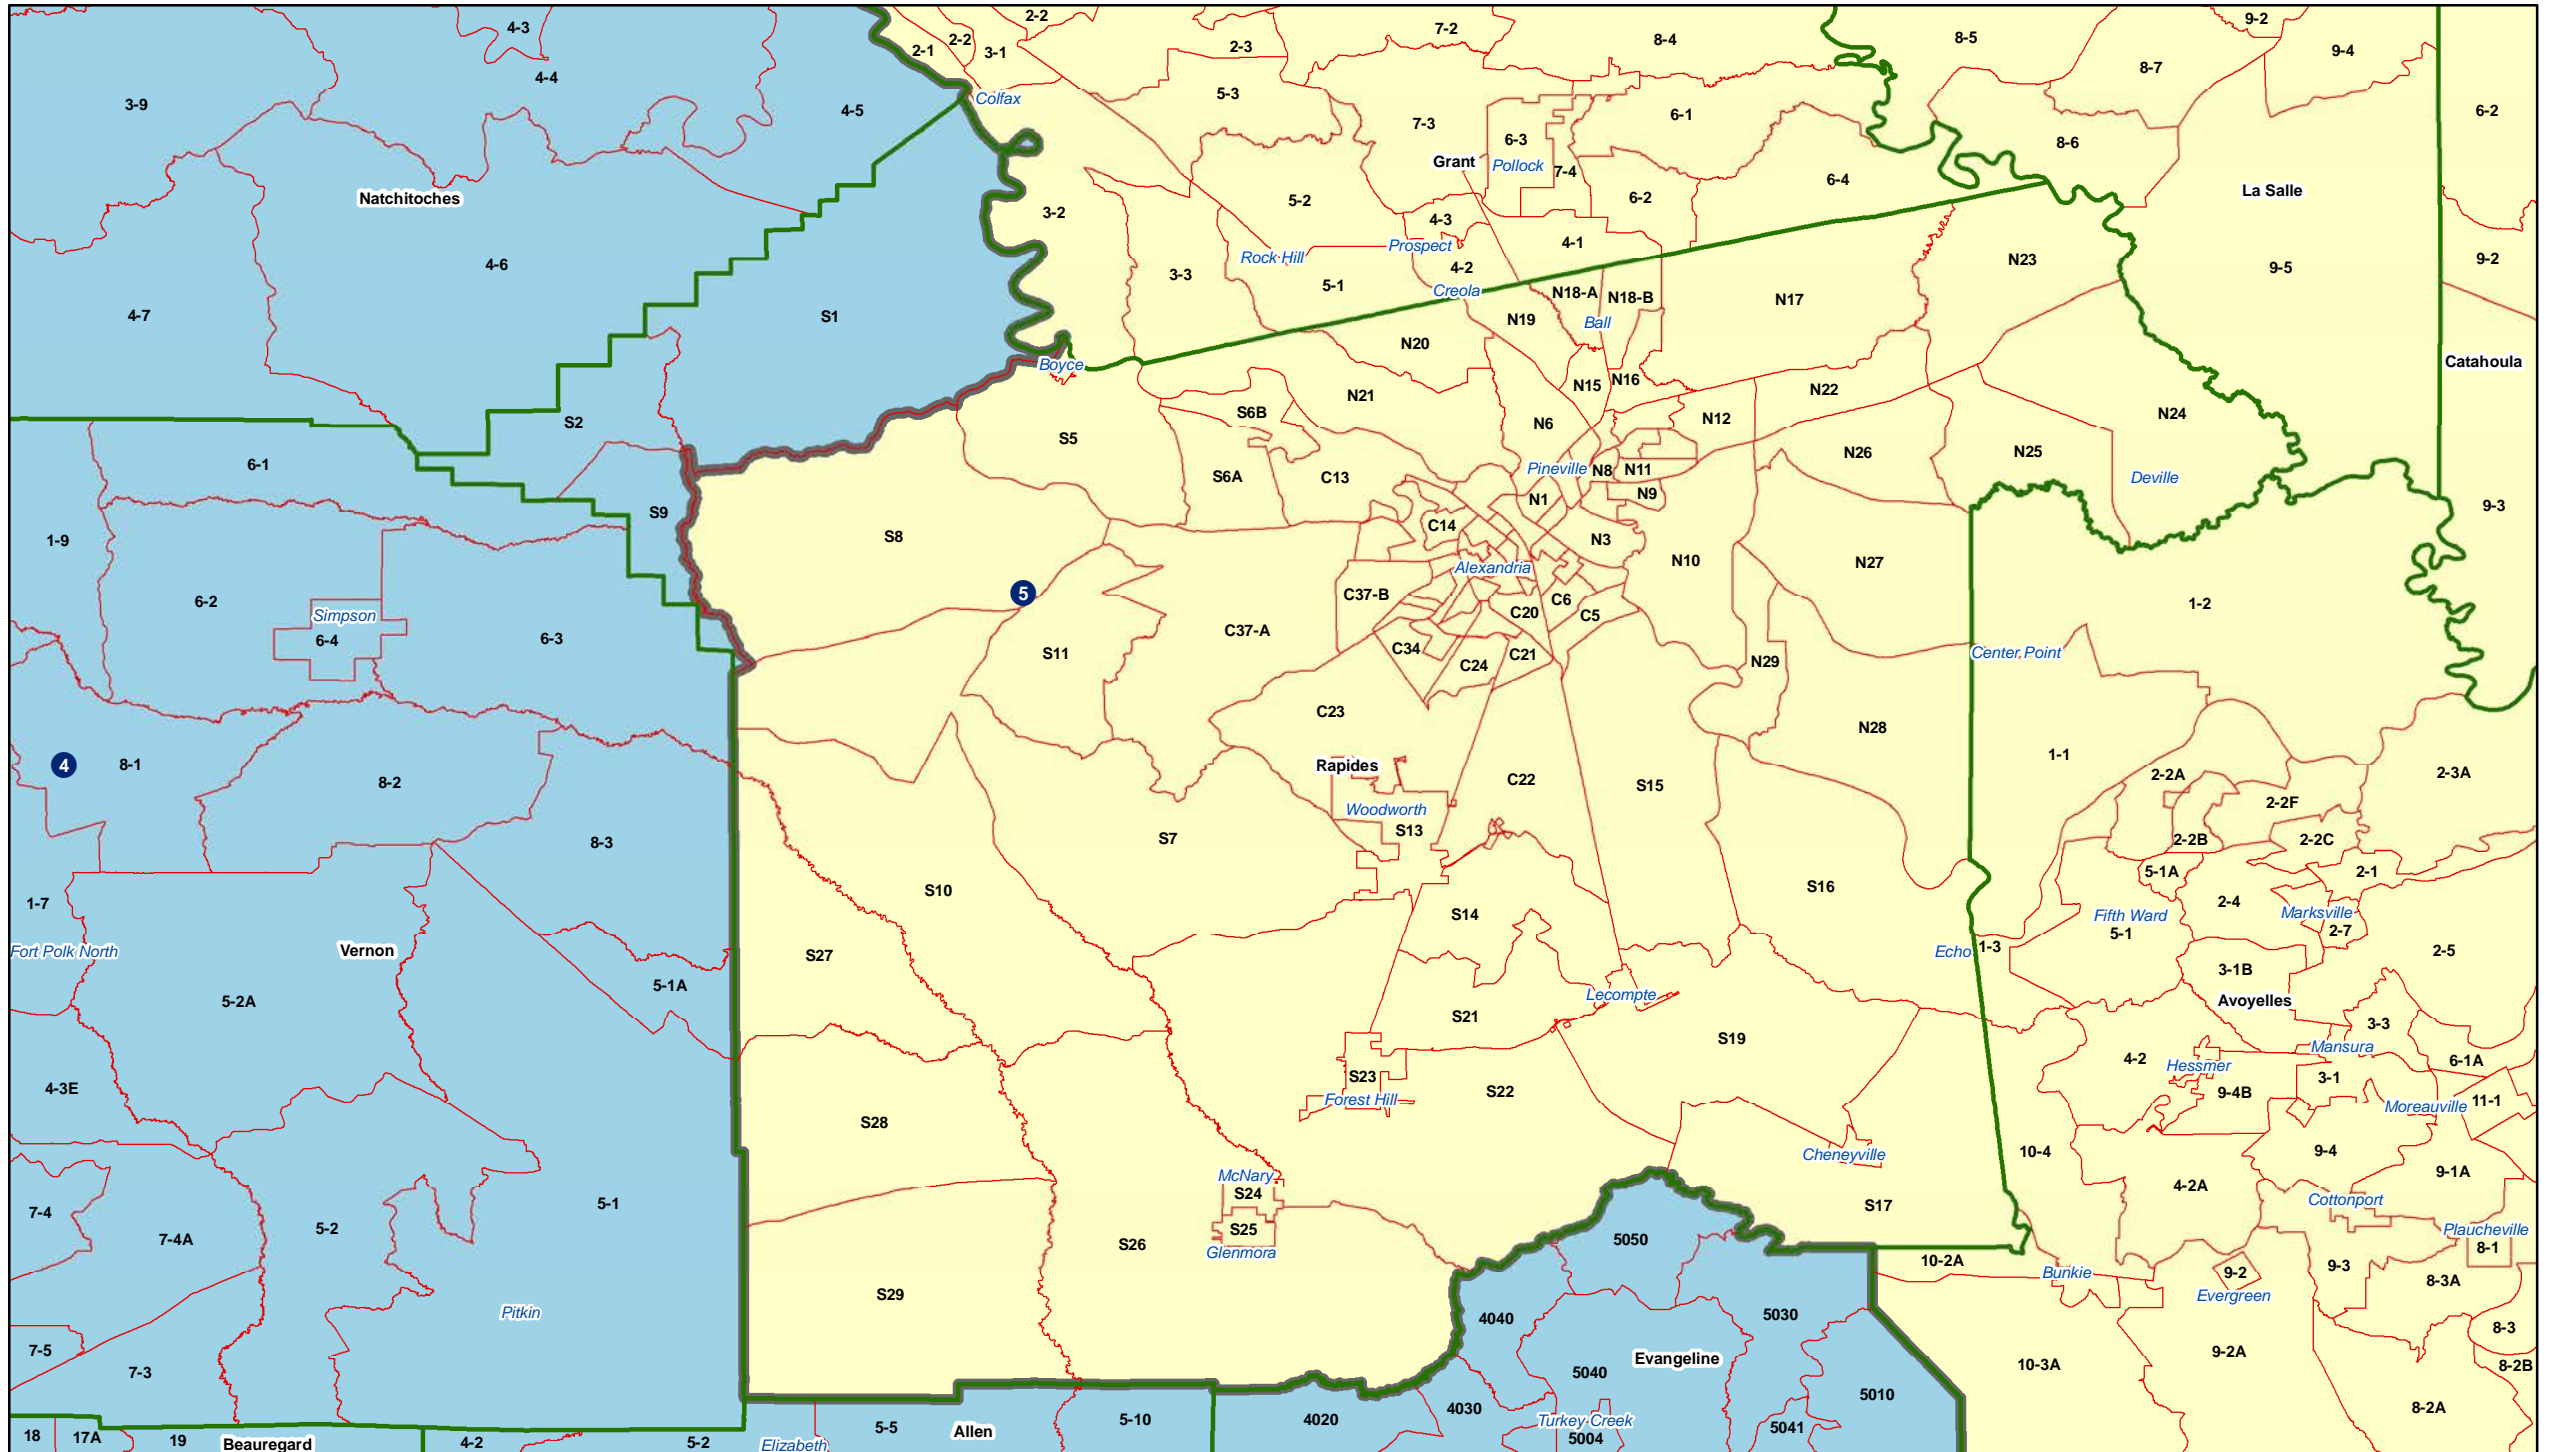 2-2
4-3
7-2
8-4
8-5
9-2
2-1
2-2
3-1
2-3
9-4
4-4
8-7
3-9
4-5
Colfax
5-3
7-3
6-1
6-2
6-3
8-6
Grant
Pollock
7-4
6-4
La Salle
Natchitoches
3-2
5-2
6-2
4-3
Prospect
4-1
4-6
Rock Hill
4-2
N23
9-5
9-2
3-3
5-1
Creola
N18-A
N18-B
N17
4-7
S1
N19
Ball
N20
Boyce
Catahoula
N15
N16
N22
N21
S2
S6B
N6
N12
N24
S5
6-1
N26
N25
S6A
C13
Pineville
N8
N11
Deville
N1
N9
S9
9-3
C14
1-9
S8
N3
N10
N27
Alexandria
5
C37-B
C6
6-2
C20
C5
1-2
Simpson
6-4
6-3
C37-A
S11
C34
C24
C21
N29
Center Point
C23
N28
4
8-1
Rapides
1-1
8-2
C22
S15
2-2A
2-3A
Woodworth
2-2F
S13
8-3
S7
2-2B
2-2C
5-1A
2-1
S10
S16
1-7
2-4
S14
Fifth Ward
5-1
Marksville
2-7
Fort Polk North
Vernon
S27
Echo
1-3
2-5
3-1B
5-1A
Lecompte
5-2A
Avoyelles
S21
3-3
S19
Mansura
4-2
Hessmer
6-1A
4-3E
S23
Forest Hill
S22
3-1
9-4B
Moreauville
11-1
S28
Cheneyville
10-4
9-4
McNary
9-1A
S24
4-2A
5-1
S17
Cottonport
7-4
5-2
S25
Plaucheville
7-4A
S26
Glenmora
5050
8-1
10-2A
Bunkie
9-2
9-3
8-3A
S29
Evergreen
Pitkin
4040
5030
8-3
7-5
Evangeline
9-2A
10-3A
8-2B
7-3
5040
5010
4030
8-2A
4020
Turkey Creek
5-5
Allen
5-10
5041
18
17A
19
Beauregard
4-2
5-2
Elizabeth
5004